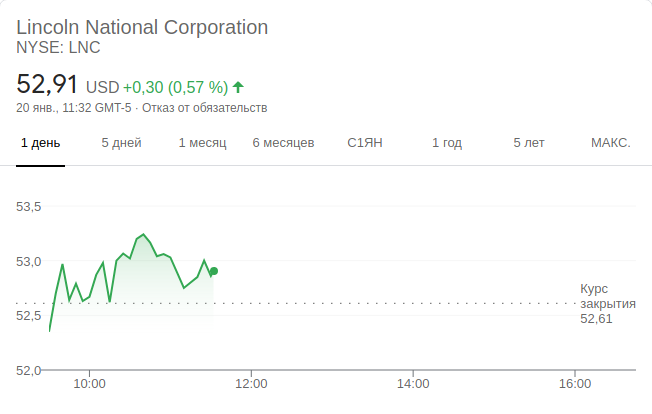 Lincoln National Corporation
NYSE: LNC
52,91 USD +0,30 (0,57 %)
20 янв., 11:32 GMT-5 · Отказ от обязательств
1 день 5 дней 1 месяц 6 месяцев С1ЯН 1 год 5 лет МАКС.
53,5
53,0
Курс
закрытия
52,61
52,5
52,0
10:00 12:00 14:00 16:00